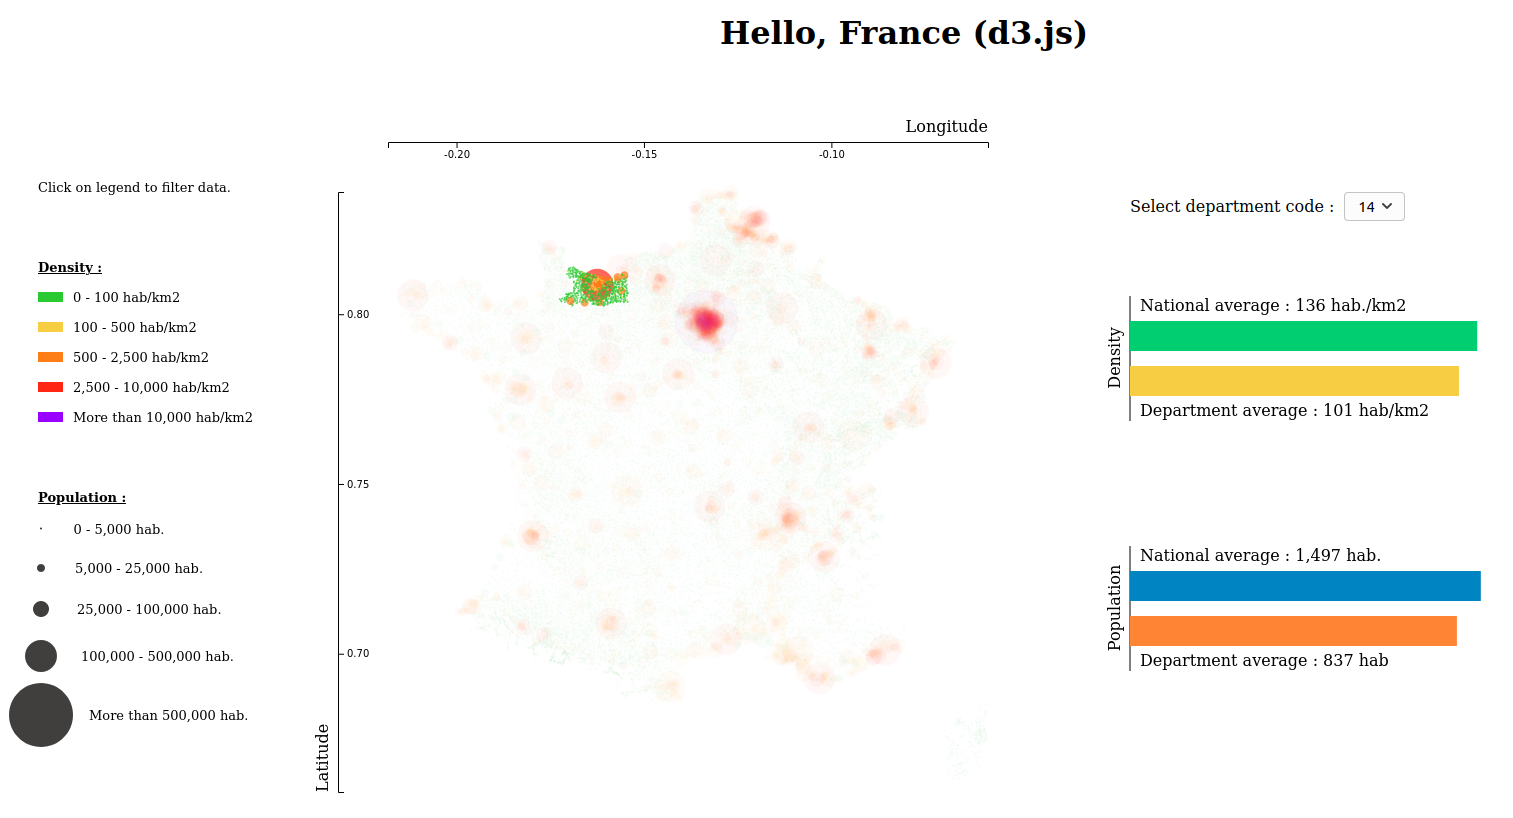 Hello, France (d3.js)
Longitude
-0.20
-0.15
-0.10
Click on legend to filter data.
Density :
0 - 100 hab/km2
100 - 500 hab/km2
500 - 2,500 hab/km2
2,500 - 10,000 hab/km2
More than 10,000 hab/km2
Population :
0 - 5,000 hab.
5,000 - 25,000 hab.
25,000 - 100,000 hab.
100,000 - 500,000 hab.
More than 500,000 hab.
0.80
0.75
0.70
Latitude
Select department code :
14
National average : 136 hab./km2
Density
Department average : 101 hab/km2
National average : 1,497 hab.
Population
Department average : 837 hab